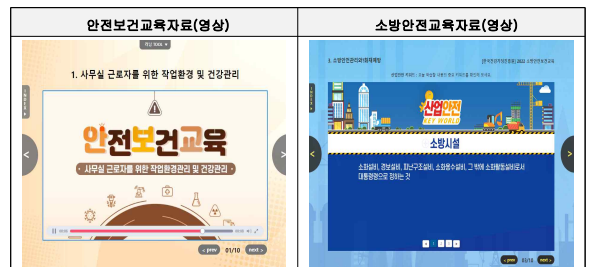 안전보건교육자료(영상)
소방안전교육자료(영상)
1. 사무실 근로자를 위한 작업환경 및 건강관리
안전보건교육
• 사무실 근로자를 위한 작업환경관리 및 건강관리 •
< prev 01/10 next >
산업안전
KEY WORLD
소방시설
소화설비, 경보설비, 피난구조설비, 소화용수설비, 그 밖에 소화활동설비로서
대통령령으로 정하는 것
< prev 03/10 next >